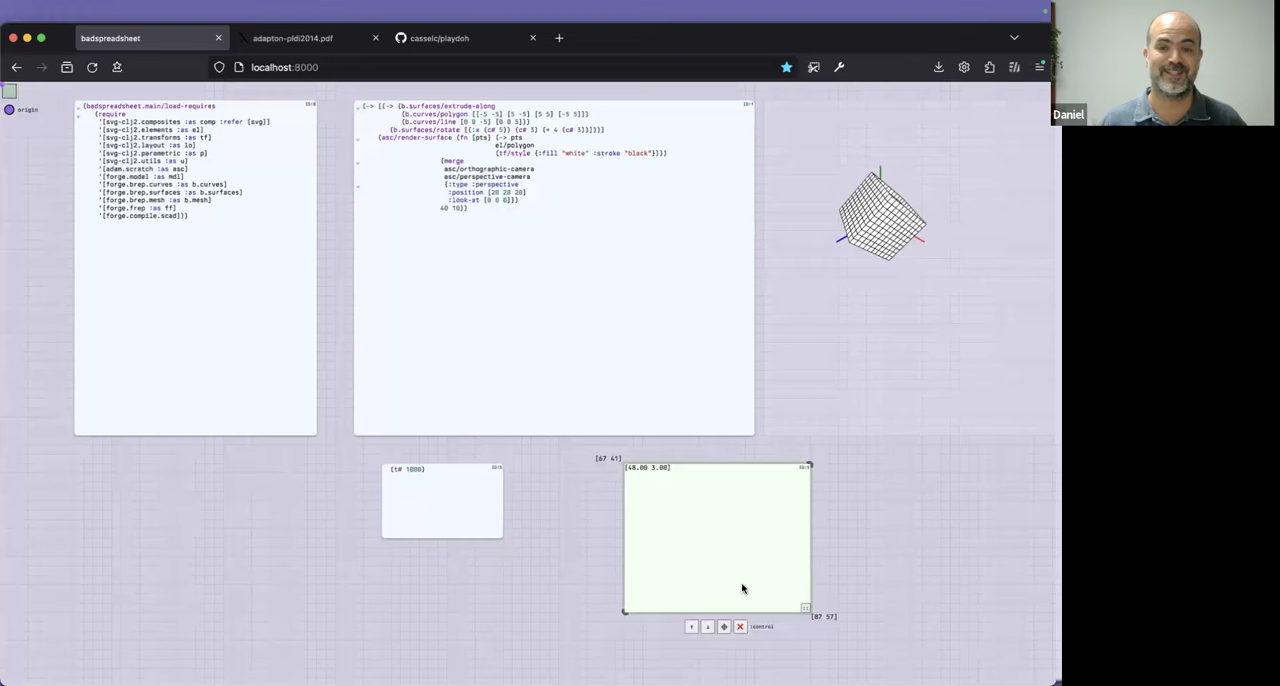 badspreadsheet
adapton-pldi2014.pdf
casselc/playdoh
localhost:8000
Daniel
origin
(badspreadsheet.main/load-requires
(require
'[svg-clj2.composites :as comp :refer [svg]]
'[svg-clj2.elements :as el]
'[svg-clj2.transforms :as tf]
'[svg-clj2.layout :as lo]
'[svg-clj2.parametric :as p]
'[svg-clj2.utils :as u]
'[adam.scratch :as asc]
'[forge.model :as mdl]
'[forge.brep.curves :as b.curves]
'[forge.brep.surfaces :as b.surfaces]
'[forge.brep.mesh :as b.mesh]
'[forge.frep :as ff]
'[forge.compile.scad]))
(-> [(-> (b.surfaces/extrude-along
(b.curves/polygon [[-5 -5] [5 -5] [5 5] [-5 5]])
(b.curves/line [0 0 -5] [0 0 5]))
(b.surfaces/rotate [(:x (c# 5)) (c# 3) (+ 4 (c# 3))]))]
(asc/render-surface (fn [pts] (-> pts
el/polygon
(tf/style {:fill "white" :stroke "black"})))
(merge
asc/orthographic-camera
asc/perspective-camera
{:type :perspective
:position [20 20 20]
:look-at [0 0 0]})
40 10))
(t# 1000)
[67 41]
[48.00 3.00]
[87 57]
:control